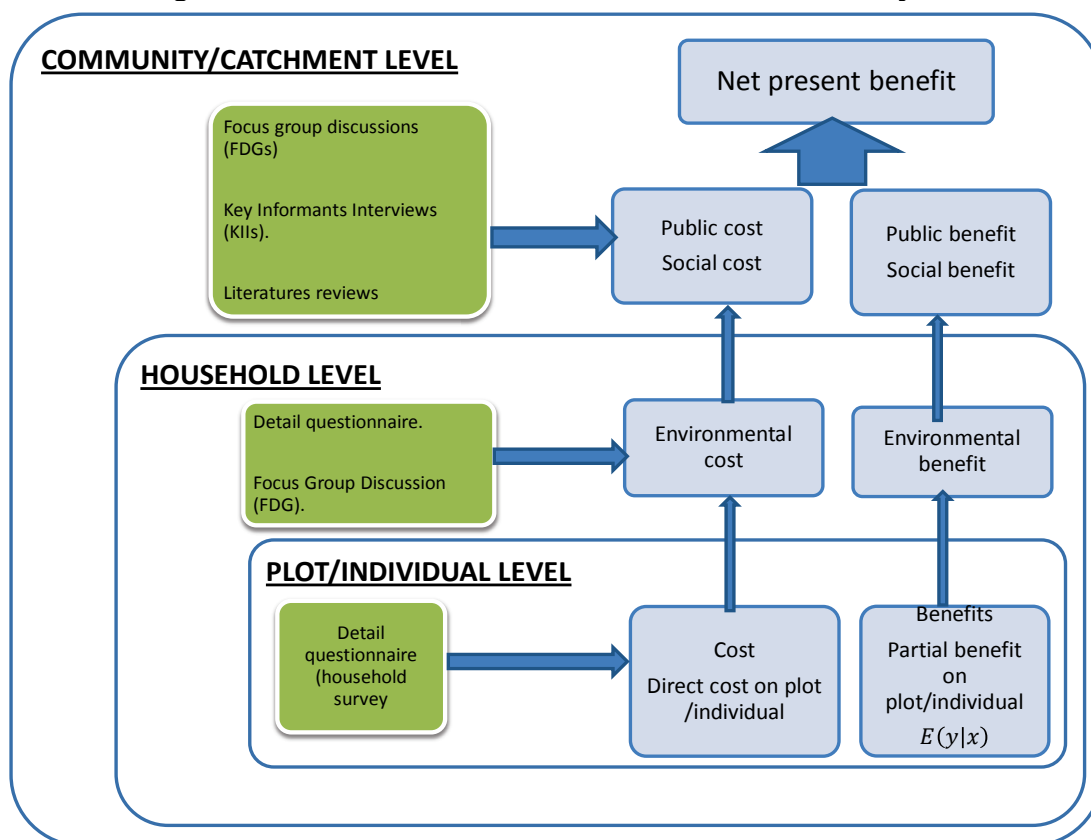 COMMUNITY/CATCHMENT LEVEL
Net present benefit
Focus group discussions
(FDGs)
Key Informants Interviews
(KIIs).
Literatures reviews
Public cost
Social cost
Public benefit
Social benefit
HOUSEHOLD LEVEL
Detail questionnaire.
Focus Group Discussion
(FDG).
Environmental
cost
Environmental
benefit
PLOT/INDIVIDUAL LEVEL
Detail
questionnaire
(household
survey
Cost
Direct cost on plot
/individual
Benefits
Partial benefit
on
plot/individual
E(y|x)